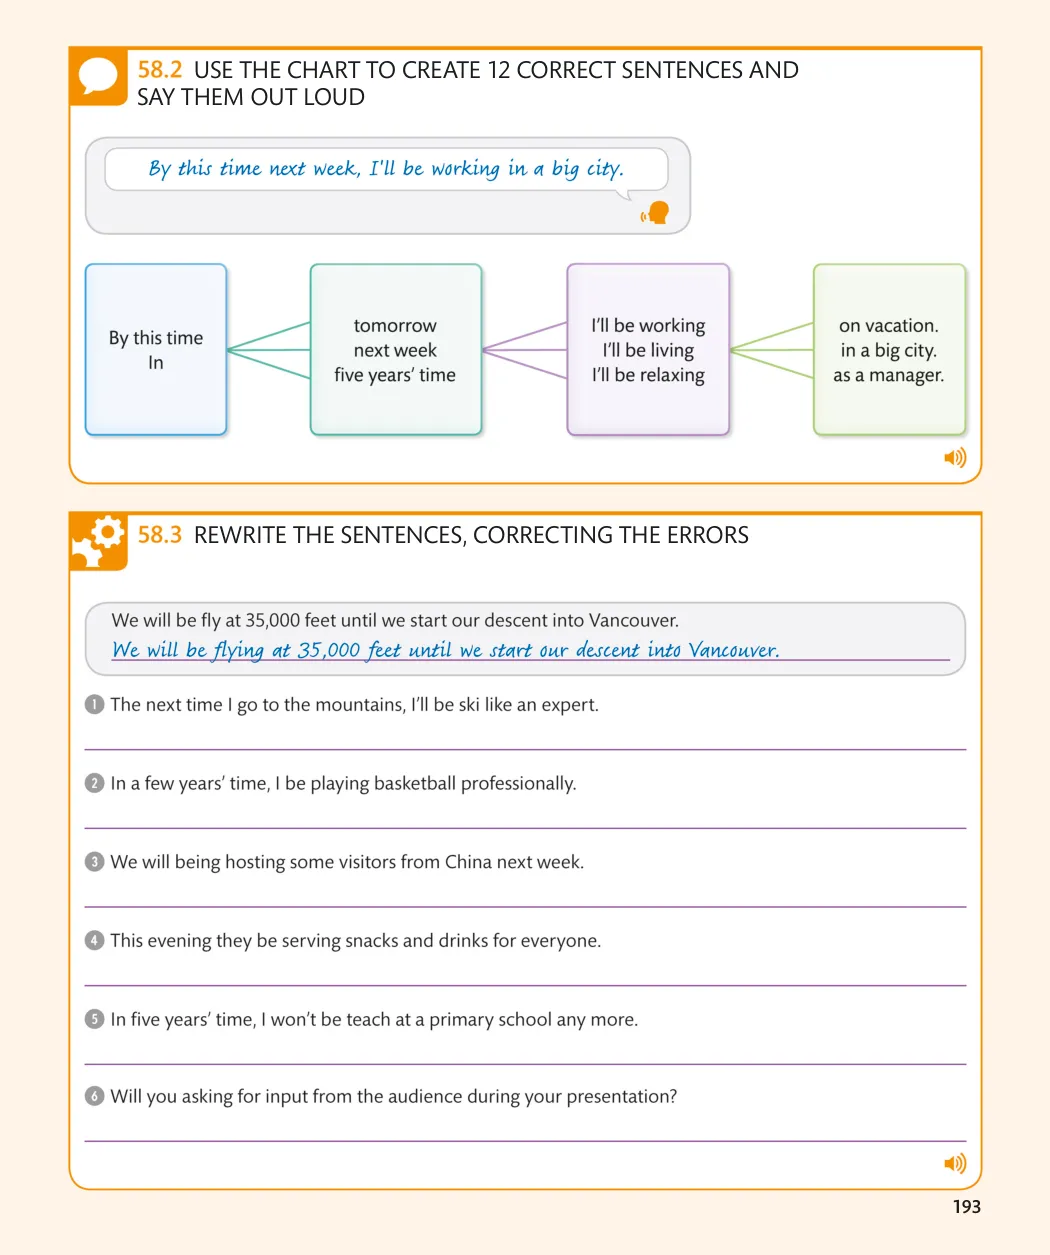 58.2 USE THE CHART TO CREATE 12 CORRECT SENTENCES AND
SAY THEM OUT LOUD
By this time next week, I'll be working in a big city.
By this time
In
tomorrow
next week
five years’ time
I’ll be working
I’ll be living
I’ll be relaxing
on vacation.
in a big city.
as a manager.
58.3 REWRITE THE SENTENCES, CORRECTING THE ERRORS
We will be fly at 35,000 feet until we start our descent into Vancouver.
We will be flying at 35,000 feet until we start our descent into Vancouver.
1 The next time I go to the mountains, I’ll be ski like an expert.
2 In a few years’ time, I be playing basketball professionally.
3 We will being hosting some visitors from China next week.
4 This evening they be serving snacks and drinks for everyone.
5 In five years’ time, I won’t be teach at a primary school any more.
6 Will you asking for input from the audience during your presentation?
193